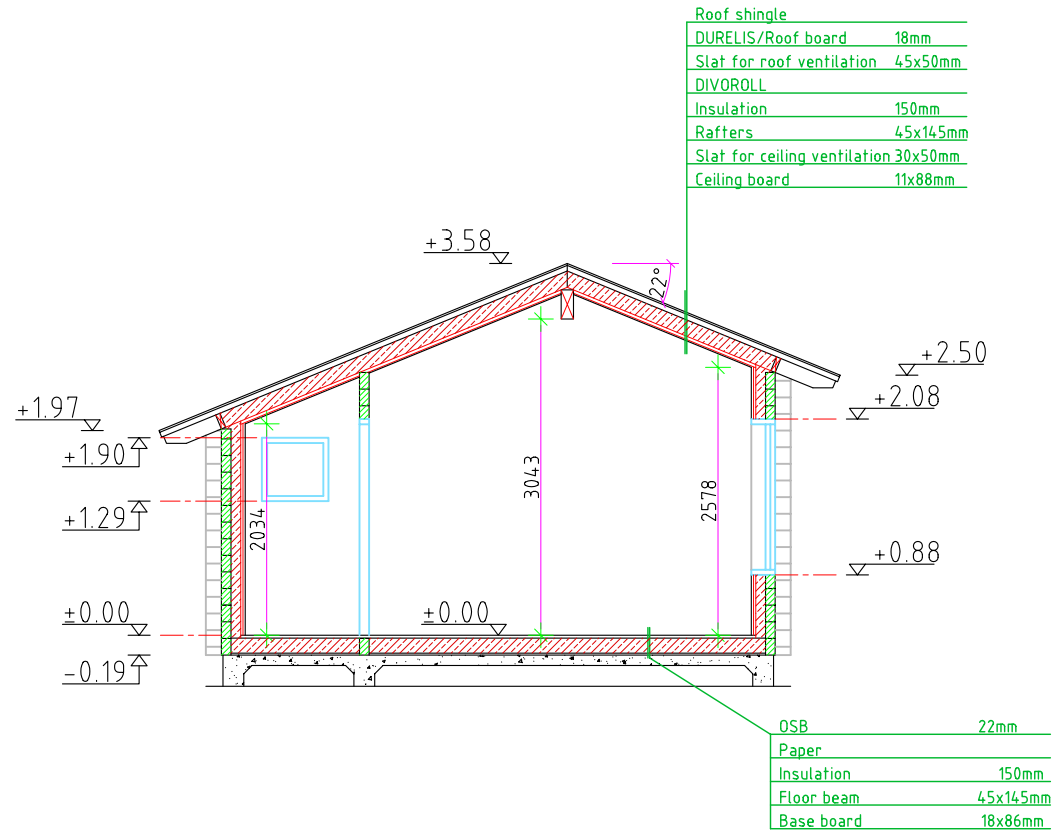 Roof shingle
DURELIS/Roof board 18mm
Slat for roof ventilation 45x50mm
DIVOROLL
Insulation 150mm
Rafters 45x145mm
Slat for ceiling ventilation 30x50mm
Ceiling board 11x88mm
+3.58
22°
+2.50
+1.97
+2.08
+1.90
3043
2578
+1.29
2034
+0.88
±0.00
±0.00
-0.19
OSB 22mm
Paper
Insulation 150mm
Floor beam 45x145mm
Base board 18x86mm